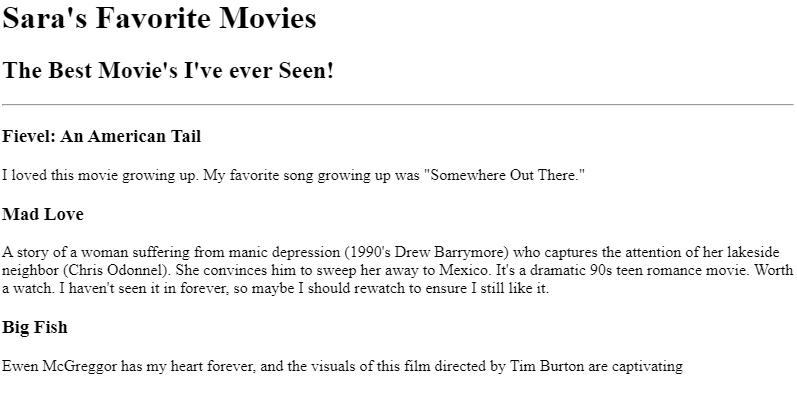 Sara's Favorite Movies
The Best Movie's I've ever Seen!
Fievel: An American Tail
I loved this movie growing up. My favorite song growing up was "Somewhere Out There."
Mad Love
A story of a woman suffering from manic depression (1990's Drew Barrymore) who captures the attention of her lakeside
neighbor (Chris Odonnel). She convinces him to sweep her away to Mexico. It's a dramatic 90s teen romance movie. Worth
a watch. I haven't seen it in forever, so maybe I should rewatch to ensure I still like it.
Big Fish
Ewen McGreggor has my heart forever, and the visuals of this film directed by Tim Burton are captivating